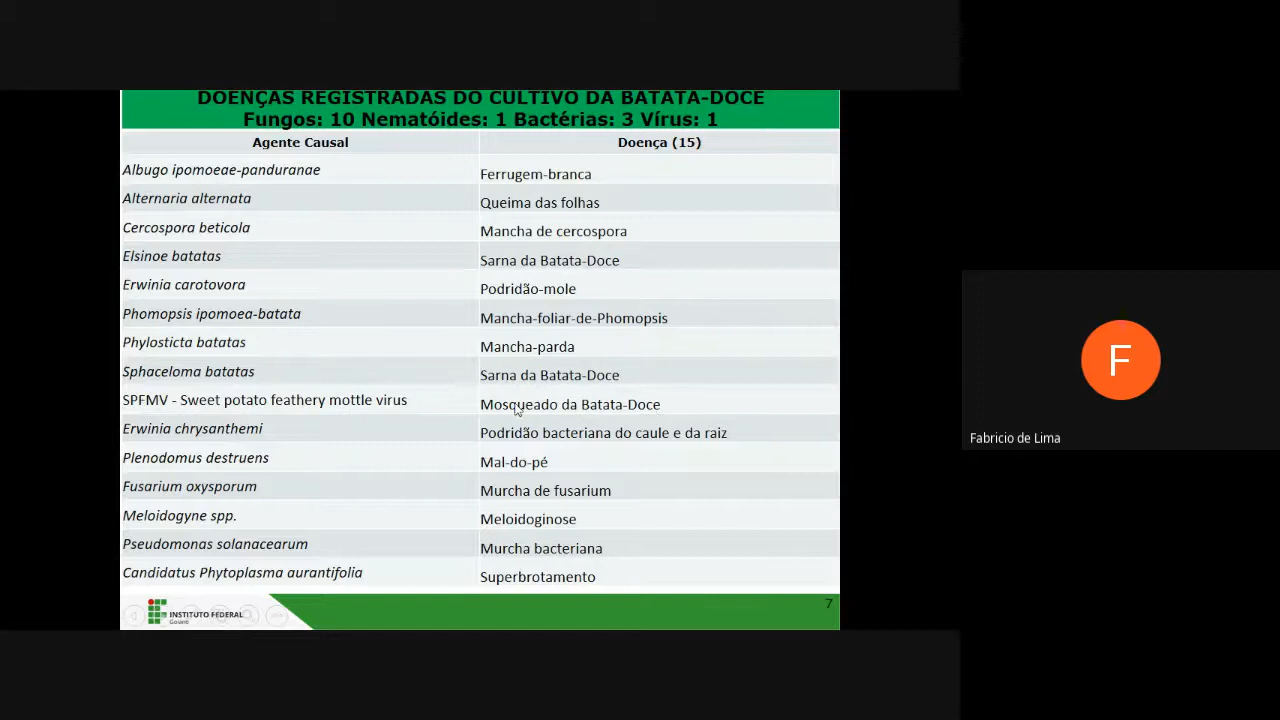 DOENÇAS REGISTRADAS DO CULTIVO DA BATATA-DOCE
Fungos: 10 Nematóides: 1 Bactérias: 3 Vírus: 1
Agente Causal Doença (15)
Albugo ipomoeae-panduranae Ferrugem-branca
Alternaria alternata Queima das folhas
Cercospora beticola Mancha de cercospora
Elsinoe batatas Sarna da Batata-Doce
Erwinia carotovora Podridão-mole
Phomopsis ipomoea-batata Mancha-foliar-de-Phomopsis
Phylosticta batatas Mancha-parda
Sphaceloma batatas Sarna da Batata-Doce
SPFMV - Sweet potato feathery mottle virus Mosqueado da Batata-Doce
Erwinia chrysanthemi Podridão bacteriana do caule e da raiz
Plenodomus destruens Mal-do-pé
Fusarium oxysporum Murcha de fusarium
Meloidogyne spp. Meloidoginose
Pseudomonas solanacearum Murcha bacteriana
Candidatus Phytoplasma aurantifolia Superbrotamento
7
INSTITUTO FEDERAL
Goiano
F
Fabricio de Lima